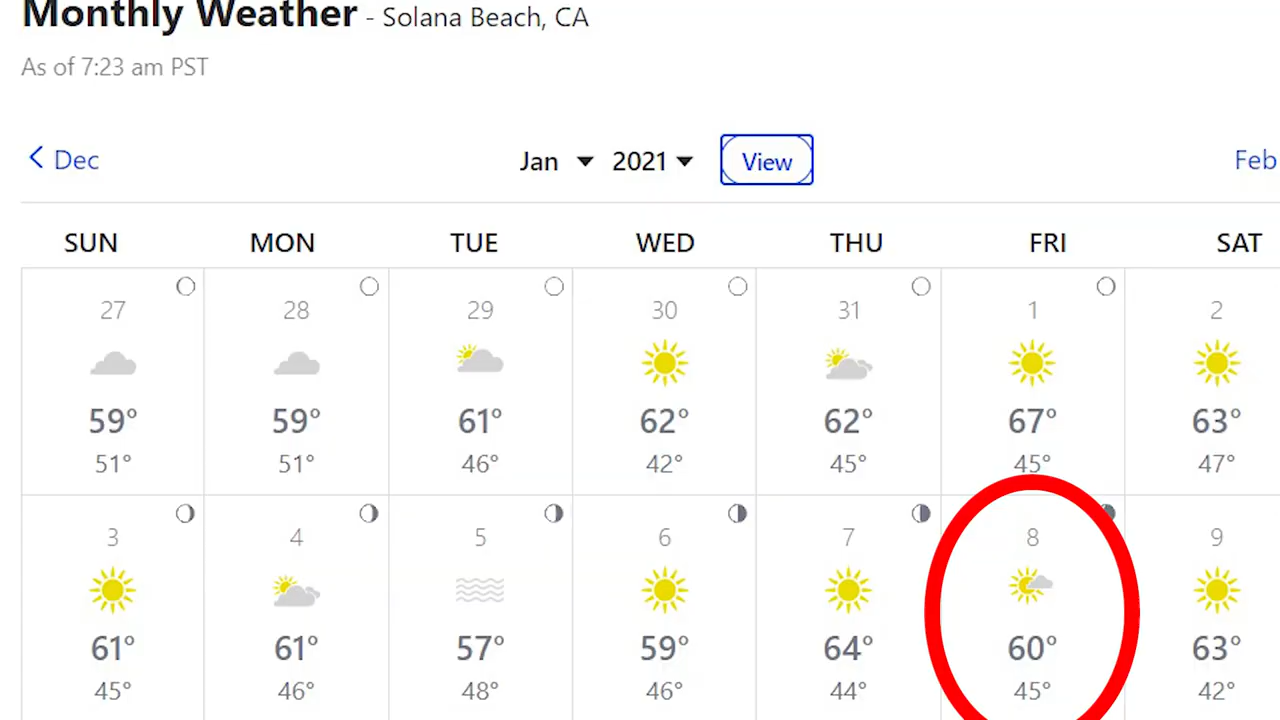 Monthly Weather - Solana Beach, CA
As of 7:23 am PST
Dec Jan 2021 View Feb
SUN MON TUE WED THU FRI SAT
27 28 29 30 31 1 2
59° 59° 61° 62° 62° 67° 63°
51° 51° 46° 42° 45° 45° 47°
3 4 5 6 7 8 9
61° 61° 57° 59° 64° 60° 63°
45° 46° 48° 46° 44° 45° 42°